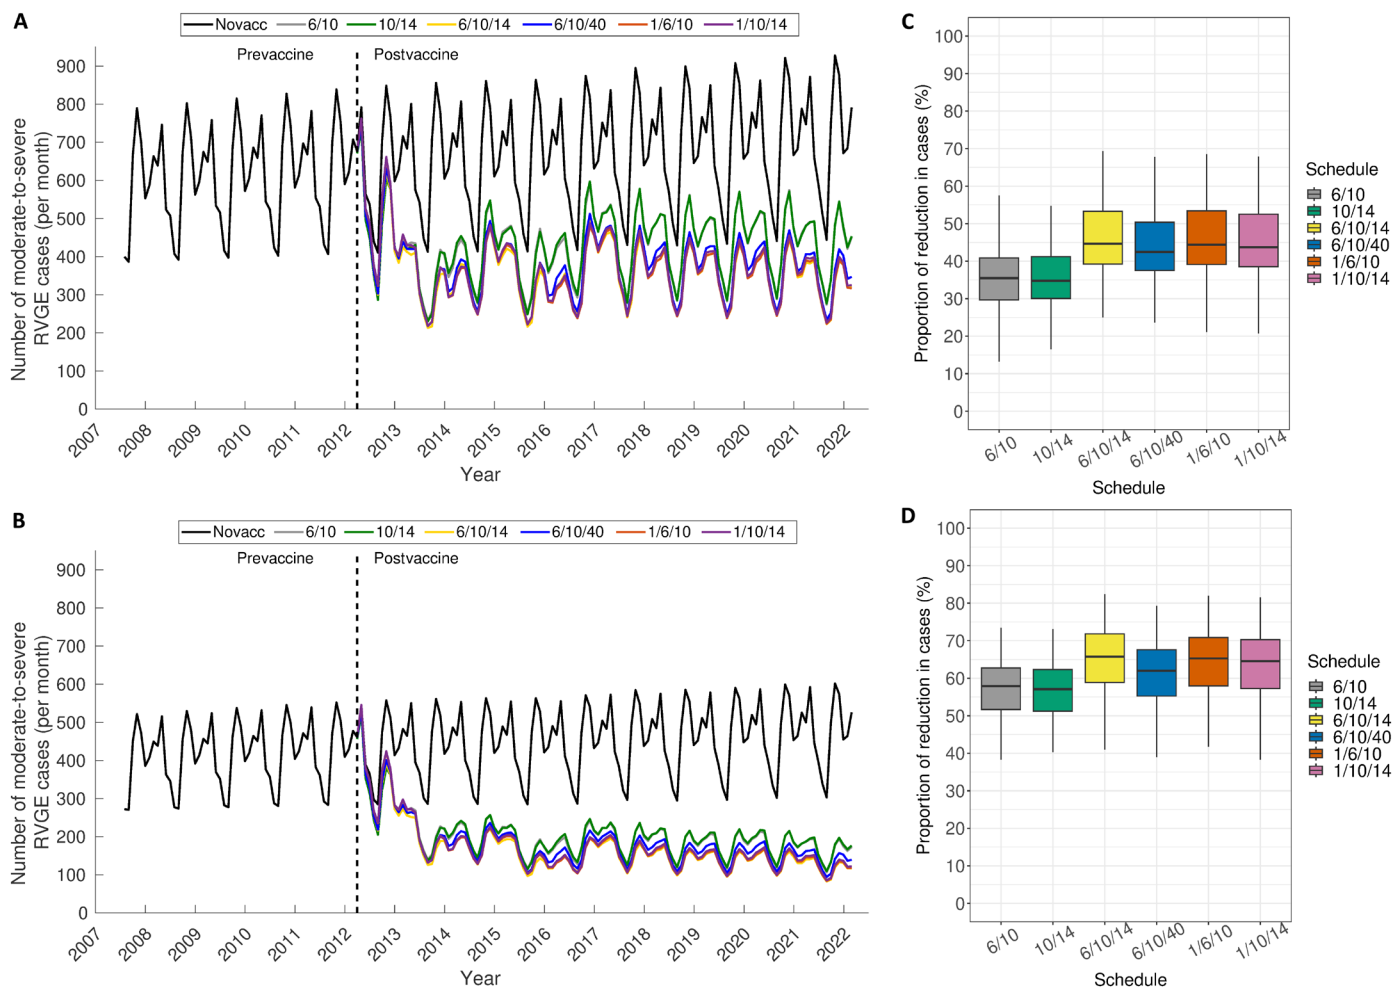 A
Novacc 6/10 10/14 6/10/14 6/10/40 1/6/10 1/10/14
Prevaccine Postvaccine
Number of moderate-to-severe
RVGE cases (per month)
900
800
700
600
500
400
300
200
100
0
2007 2008 2009 2010 2011 2012 2013 2014 2015 2016 2017 2018 2019 2020 2021 2022
Year
C
Proportion of reduction in cases (%)
100
90
80
70
60
50
40
30
20
10
0
6/10 10/14 6/10/14 6/10/40 1/6/10 1/10/14
Schedule
Schedule
6/10
10/14
6/10/14
6/10/40
1/6/10
1/10/14
B
Novacc 6/10 10/14 6/10/14 6/10/40 1/6/10 1/10/14
Prevaccine Postvaccine
Number of moderate-to-severe
RVGE cases (per month)
900
800
700
600
500
400
300
200
100
0
2007 2008 2009 2010 2011 2012 2013 2014 2015 2016 2017 2018 2019 2020 2021 2022
Year
D
Proportion of reduction in cases (%)
100
90
80
70
60
50
40
30
20
10
0
6/10 10/14 6/10/14 6/10/40 1/6/10 1/10/14
Schedule
Schedule
6/10
10/14
6/10/14
6/10/40
1/6/10
1/10/14